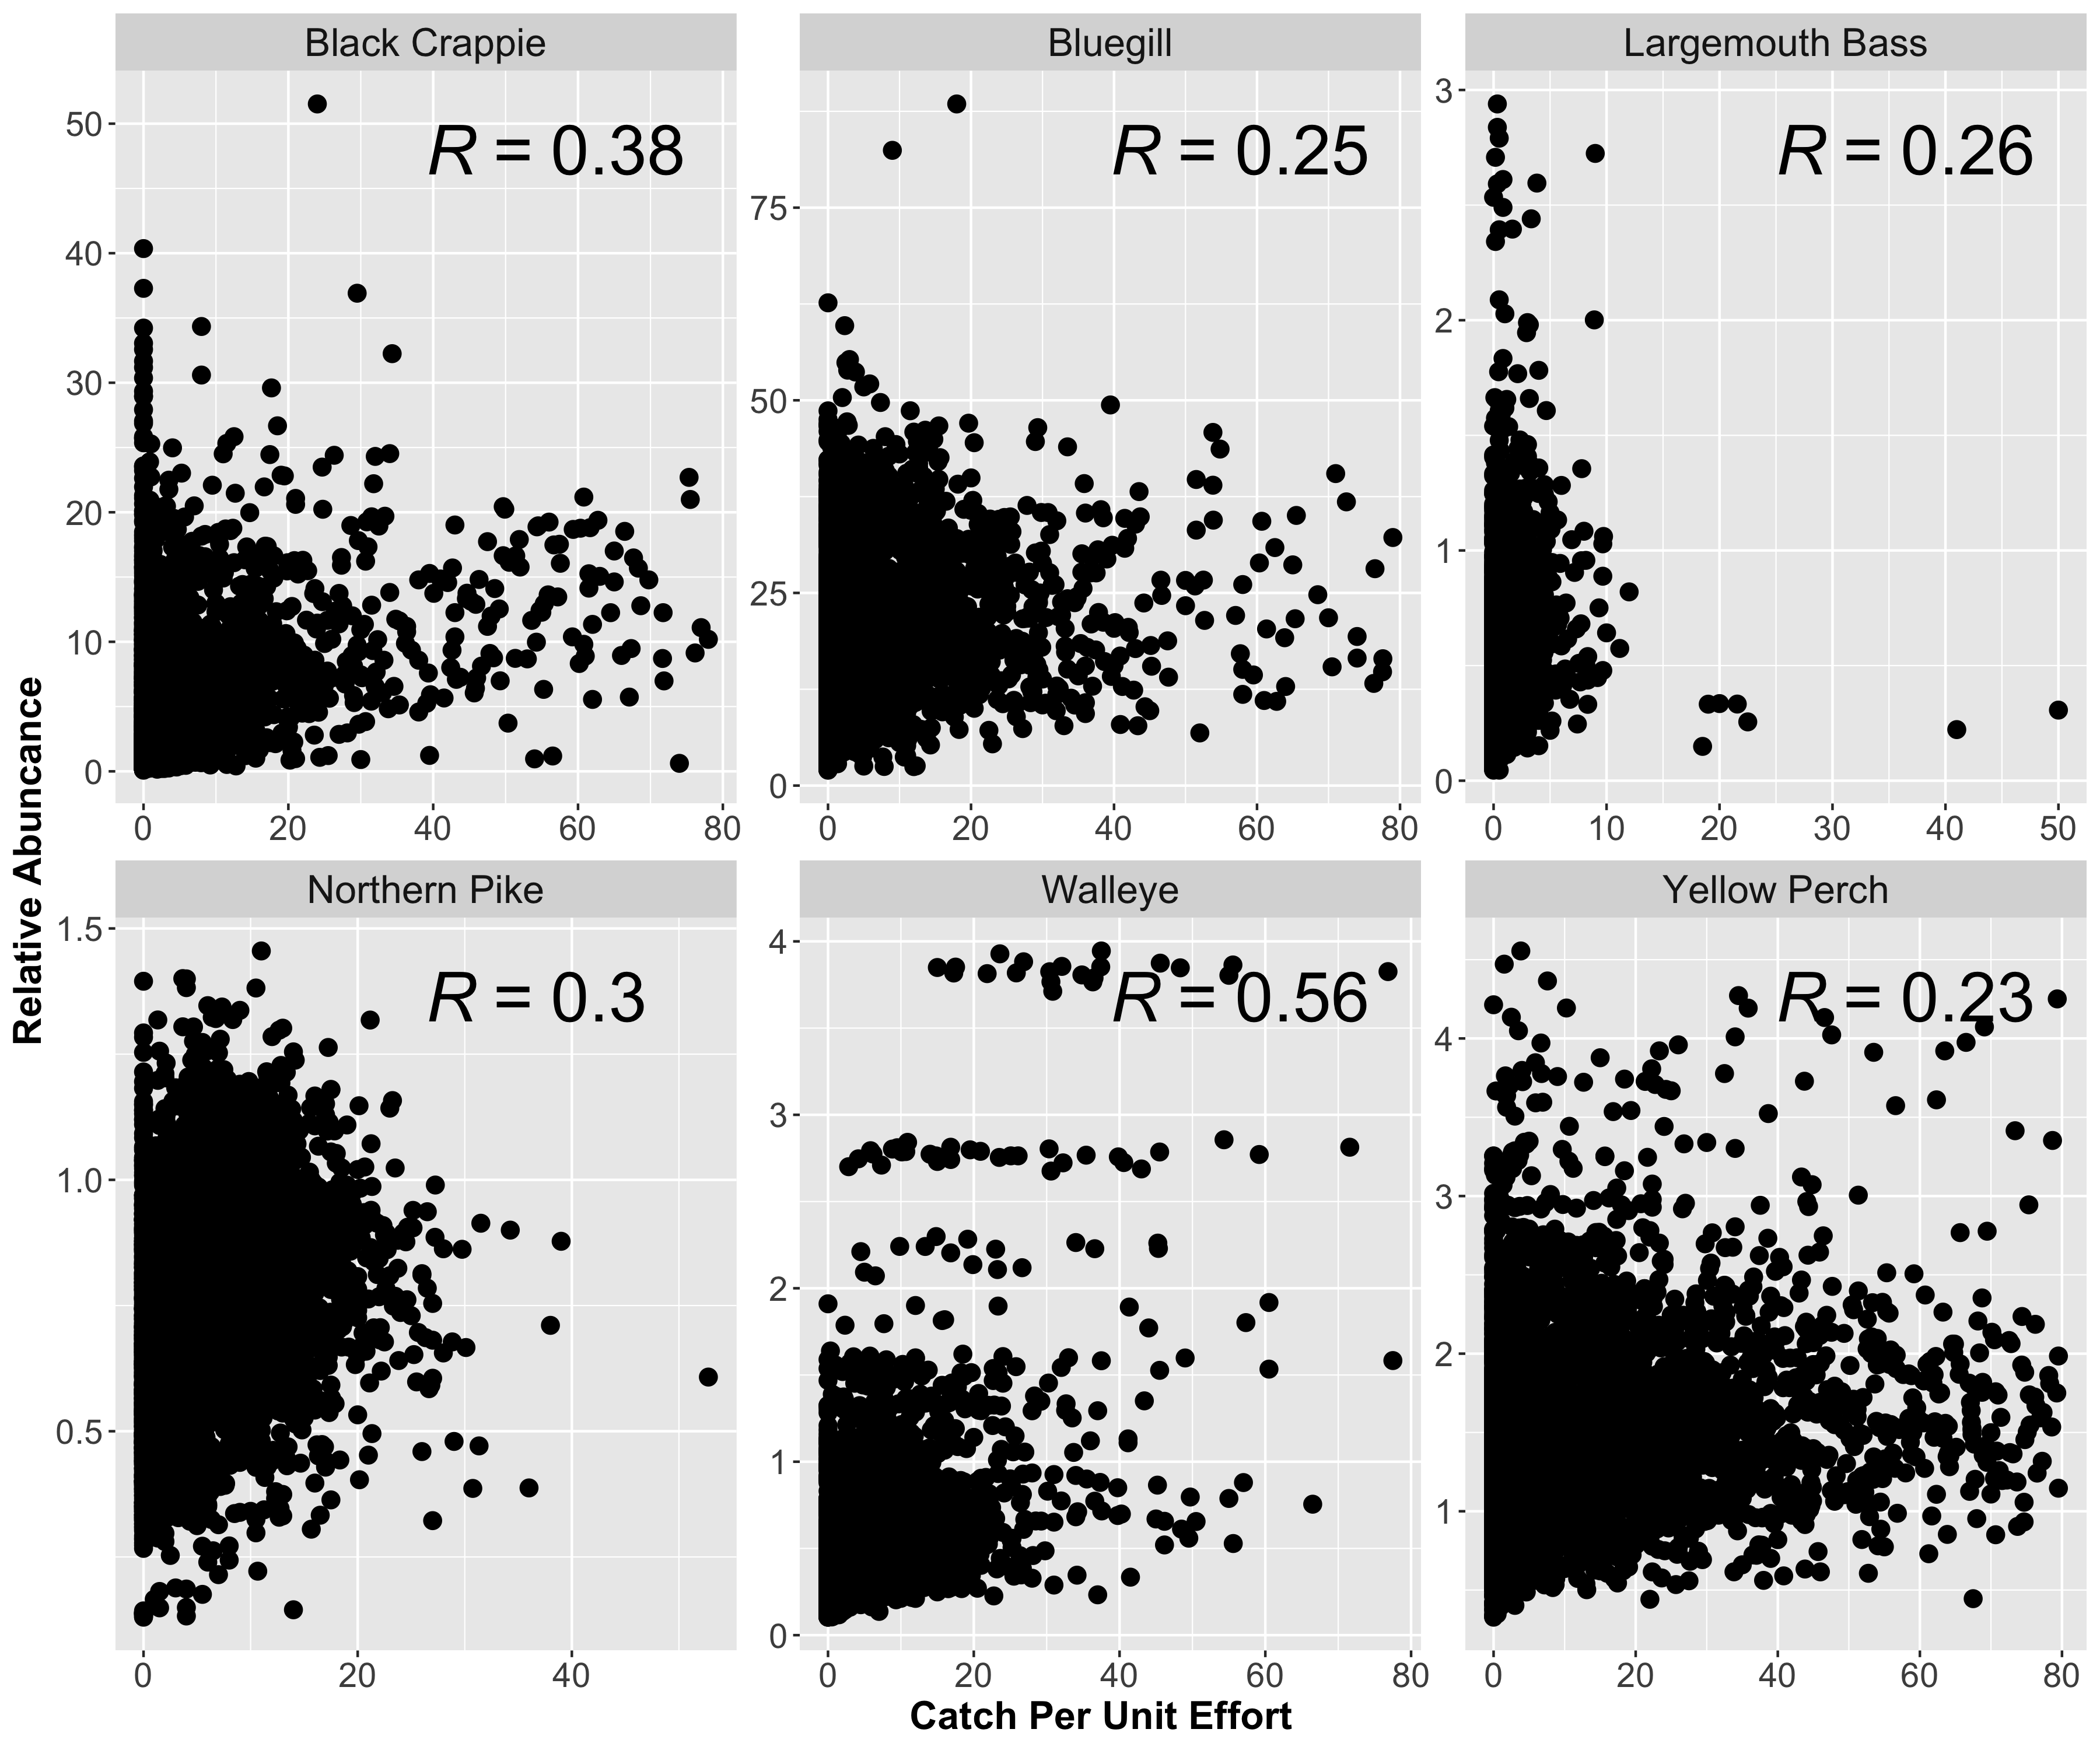 Black Crappie
Bluegill
Largemouth Bass
R = 0.38
R = 0.25
R = 0.26
50
40
30
20
10
0
75
50
25
0
3
2
1
0
0 20 40 60 80
0 20 40 60 80
0 10 20 30 40 50
Northern Pike
Walleye
Yellow Perch
R = 0.3
R = 0.56
R = 0.23
1.5
1.0
0.5
4
3
2
1
0
4
3
2
1
0 20 40
0 20 40 60 80
0 20 40 60 80
Relative Abuncance
Catch Per Unit Effort